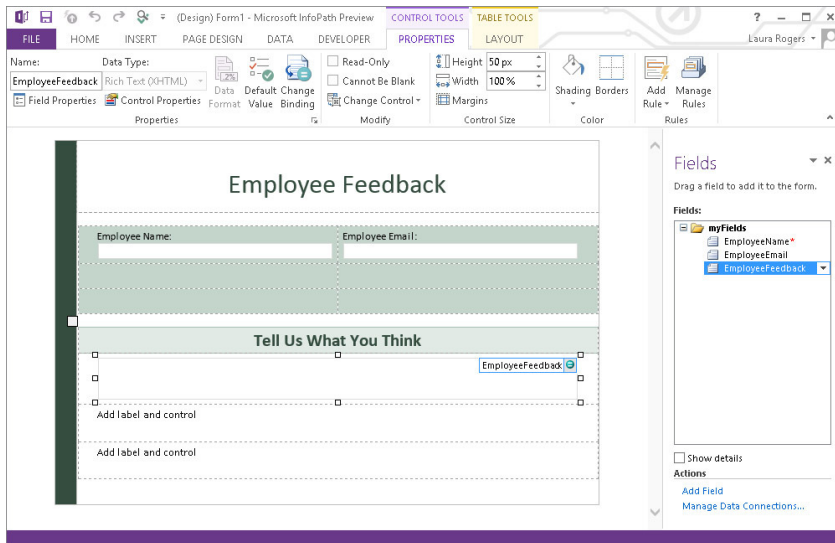 (Design) Form1 - Microsoft InfoPath Preview
CONTROL TOOLS
TABLE TOOLS
?
FILE
HOME
INSERT
PAGE DESIGN
DATA
DEVELOPER
PROPERTIES
LAYOUT
Laura Rogers
Name:
Data Type:
EmployeeFeedback
Rich Text (XHTML)
Field Properties
Control Properties
Data Format
Default Value
Change Binding
Properties
Read-Only
Cannot Be Blank
Change Control
Modify
Height 50 px
Width 100%
Margins
Control Size
Shading
Borders
Color
Add Rule
Manage Rules
Rules
Employee Feedback
Employee Name:
Employee Email:
Tell Us What You Think
EmployeeFeedback
Add label and control
Add label and control
Fields
Drag a field to add it to the form.
Fields:
myFields
EmployeeName*
EmployeeEmail
EmployeeFeedback
Show details
Actions
Add Field
Manage Data Connections...